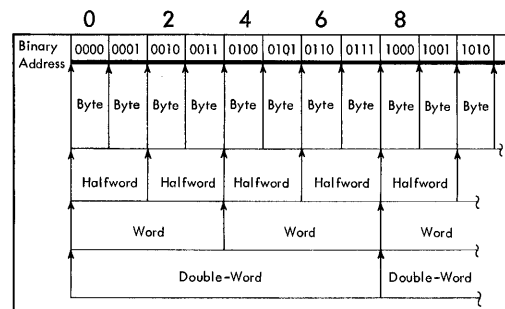 0 2 4 6 8
Binary Address 0000 0001 0010 0011 0100 0101 0110 0111 1000 1001 1010
Byte Byte Byte Byte Byte Byte Byte Byte Byte Byte Byte
Halfword Halfword Halfword Halfword Halfword
Word Word Word
Double-Word Double-Word